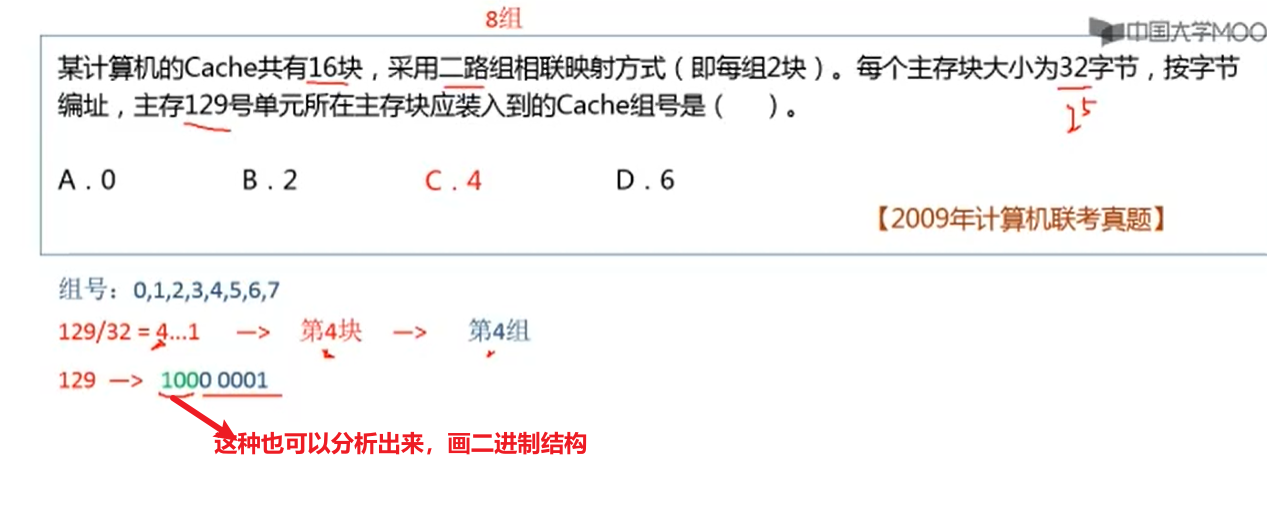 8组
中国大学MOO
某计算机的Cache共有16块，采用二路组相联映射方式（即每组2块）。每个主存块大小为32字节，按字节
编址，主存129号单元所在主存块应装入到的Cache组号是（　　）。
2⁵
A．0　B．2　C．4　D．6
【2009年计算机联考真题】
组号：0,1,2,3,4,5,6,7
129/32 = 4...1 —> 第4块 —> 第4组
129 —> 1000 0001
这种也可以分析出来，画二进制结构